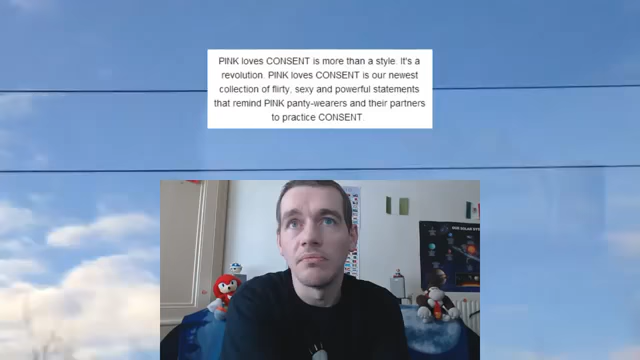 PINK loves CONSENT is more than a style. It's a
revolution. PINK loves CONSENT is our newest
collection of flirty, sexy and powerful statements
that remind PINK panty-wearers and their partners
to practice CONSENT.